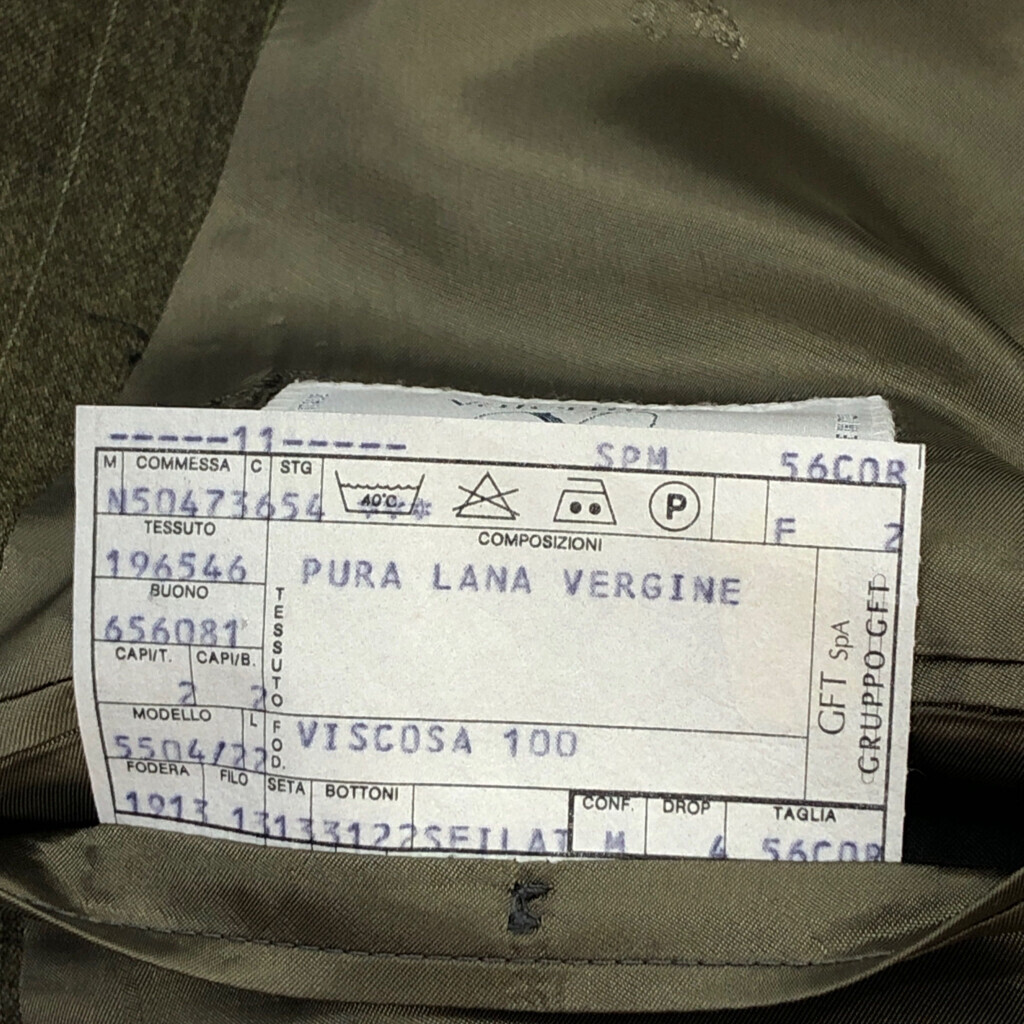 -----11----- SPM 56COR
M COMMESSA C STG
N50473654 40°C *** P F 2
TESSUTO
196546
BUONO
656081
CAPI/T. CAPI/B.
2 2
MODELLO L
5504/22
COMPOSIZIONI
TESSUTO
PURA LANA VERGINE
FOD.
VISCOSA 100
GFT SpA
GRUPPO GFT
FODERA FILO SETA BOTTONI CONF. DROP TAGLIA
1913 13133122SEILAT M 4 56COR